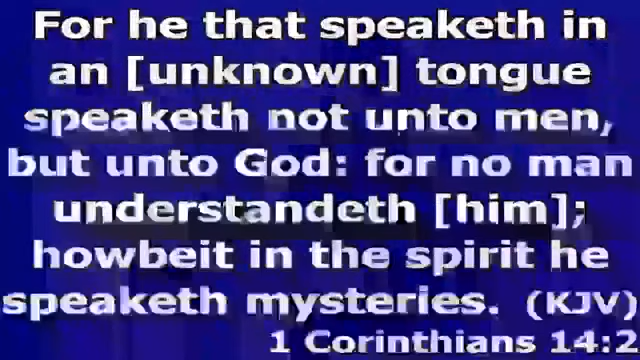 For he that speaketh in
an [unknown] tongue
speaketh not unto men,
but unto God: for no man
understandeth [him];
howbeit in the spirit he
speaketh mysteries. (KJV)
1 Corinthians 14:2